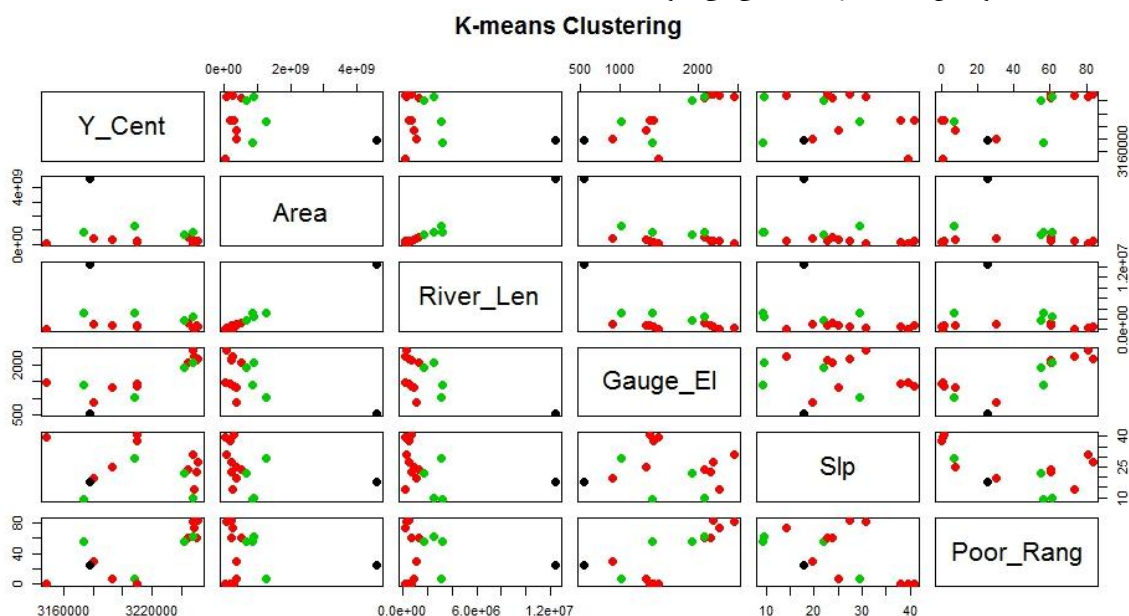 K-means Clustering
0e+00 2e+09 4e+09 500 1000 2000 0 20 40 60 80
Y_Cent
3160000
0e+00 4e+09
Area
River_Len
0.0e+00 1.2e+07
500 2000
Gauge_El
Slp
10 25 40
0 40 80
Poor_Rang
3160000 3220000 0.0e+00 6.0e+06 1.2e+07 10 20 30 40